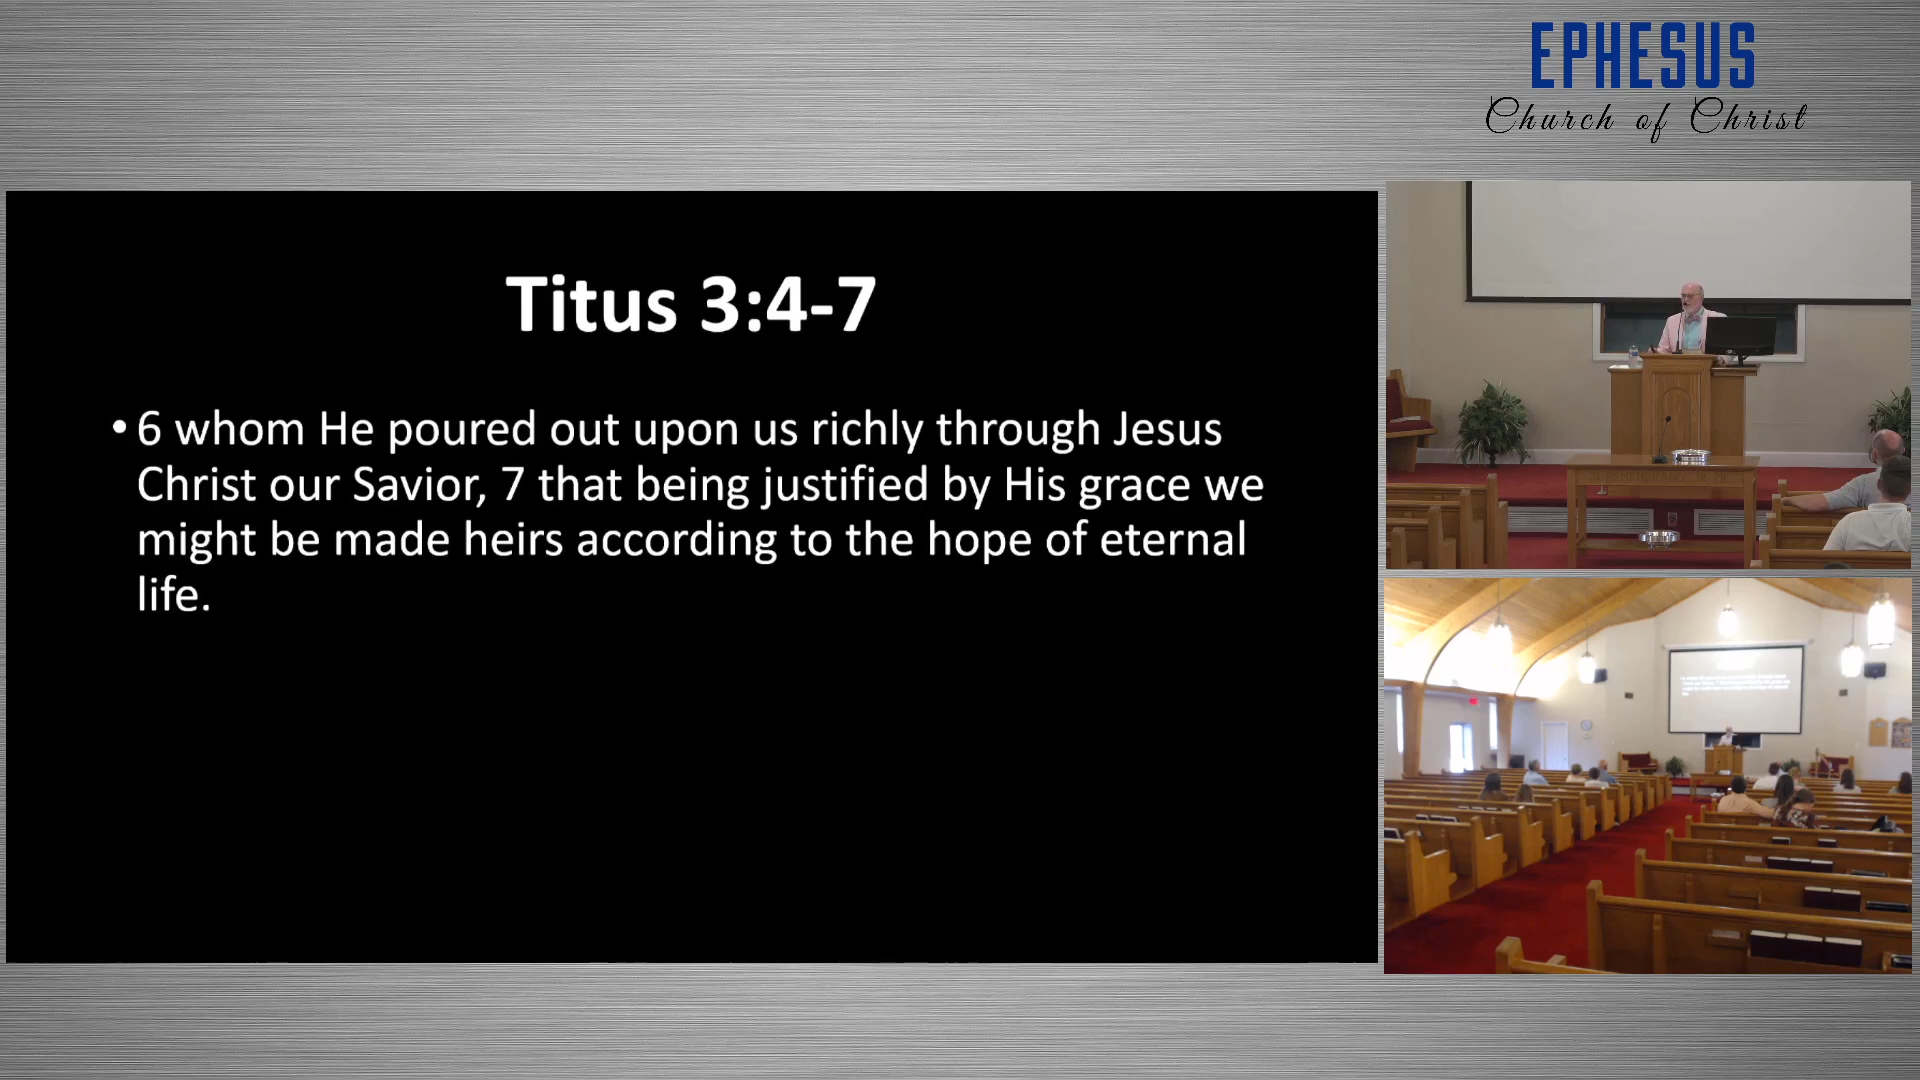 EPHESUS
Church of Christ
Titus 3:4-7
• 6 whom He poured out upon us richly through Jesus
Christ our Savior, 7 that being justified by His grace we
might be made heirs according to the hope of eternal
life.